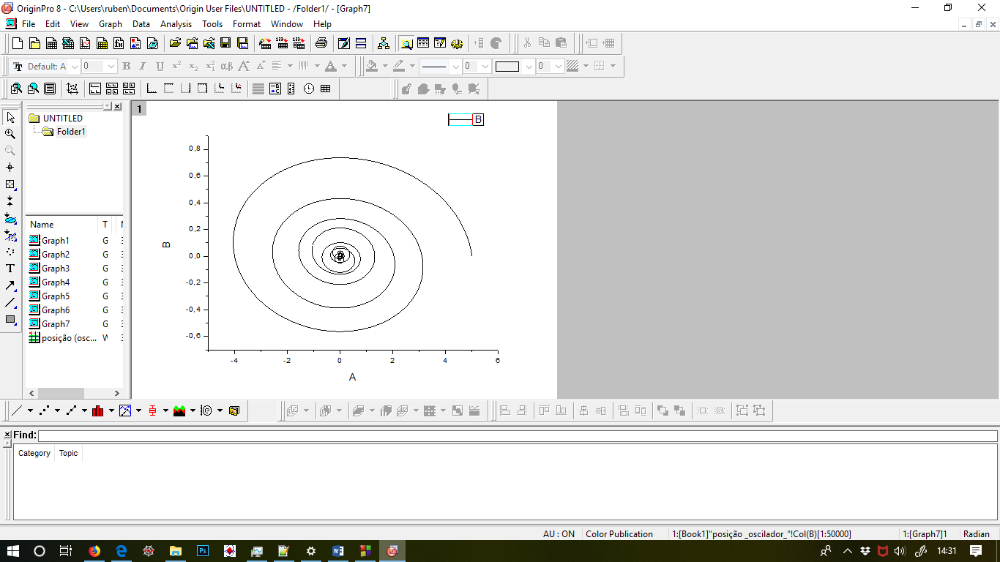 OriginPro 8 - C:\Users\ruben\Documents\Origin User Files\UNTITLED - /Folder1/ - [Graph7]
File Edit View Graph Data Analysis Tools Format Window Help
Default: A 0 B I U x² x₂ αβ A A A 0 0
UNTITLED
Folder1
Name T
Graph1 G
Graph2 G
Graph3 G
Graph4 G
Graph5 G
Graph6 G
Graph7 G
posição (osc...
1
B
0,8
0,6
0,4
0,2
0,0
-0,2
-0,4
-0,6
B
-4 -2 0 2 4 6
A
Find:
Category Topic
AU : ON Color Publication 1:[Book1]"posição _oscilador_"!Col(B)[1:50000] 1:[Graph7]1 Radian
14:31